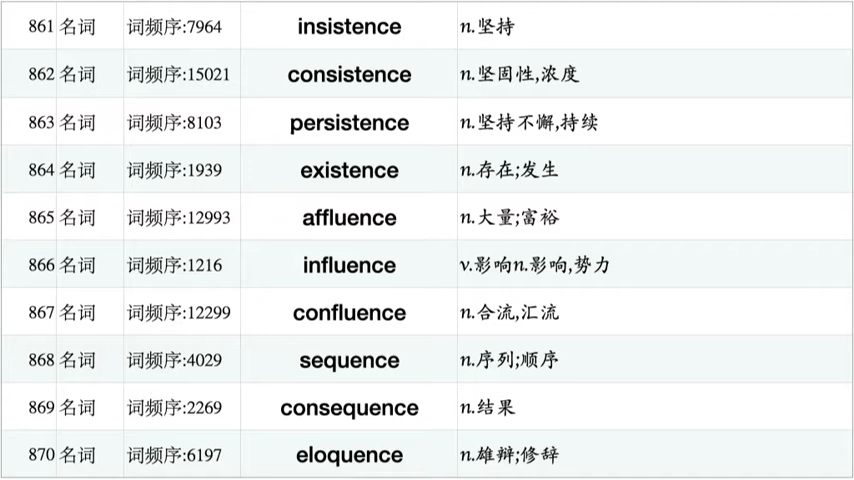 861 名词 词频序:7964 insistence n.坚持
862 名词 词频序:15021 consistence n.坚固性,浓度
863 名词 词频序:8103 persistence n.坚持不懈,持续
864 名词 词频序:1939 existence n.存在;发生
865 名词 词频序:12993 affluence n.大量;富裕
866 名词 词频序:1216 influence v.影响n.影响,势力
867 名词 词频序:12299 confluence n.合流,汇流
868 名词 词频序:4029 sequence n.序列;顺序
869 名词 词频序:2269 consequence n.结果
870 名词 词频序:6197 eloquence n.雄辩;修辞